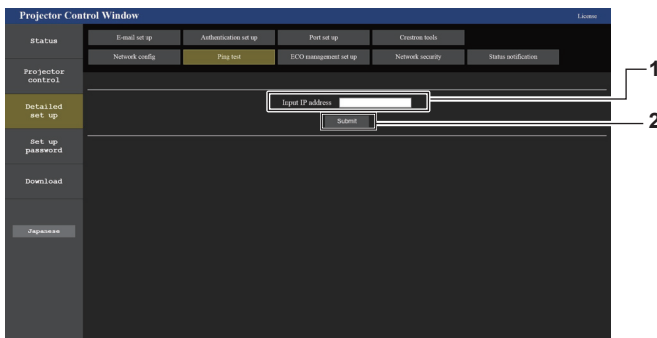 Projector Control Window
License
Status
E-mail set up
Authentication set up
Port set up
Crestron tools
Network config
Ping test
ECO management set up
Network security
Status notification
Projector
control
Detailed
set up
Set up
password
Download
Japanese
Input IP address
Submit
1
2